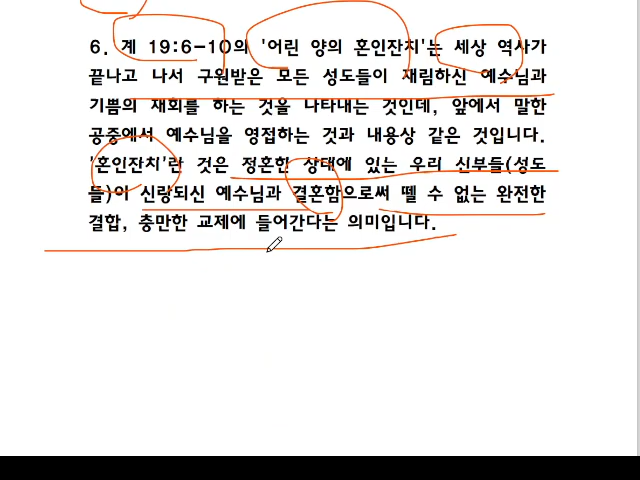 6. 계 19:6-10의 '어린 양의 혼인잔치'는 세상 역사가
끝나고 나서 구원받은 모든 성도들이 재림하신 예수님과
기쁨의 재회를 하는 것을 나타내는 것인데, 앞에서 말한
공중에서 예수님을 영접하는 것과 내용상 같은 것입니다.
'혼인잔치'란 것은 정혼한 상태에 있는 우리 신부들(성도
들)이 신랑되신 예수님과 결혼함으로써 뗄 수 없는 완전한
결합, 충만한 교제에 들어간다는 의미입니다.